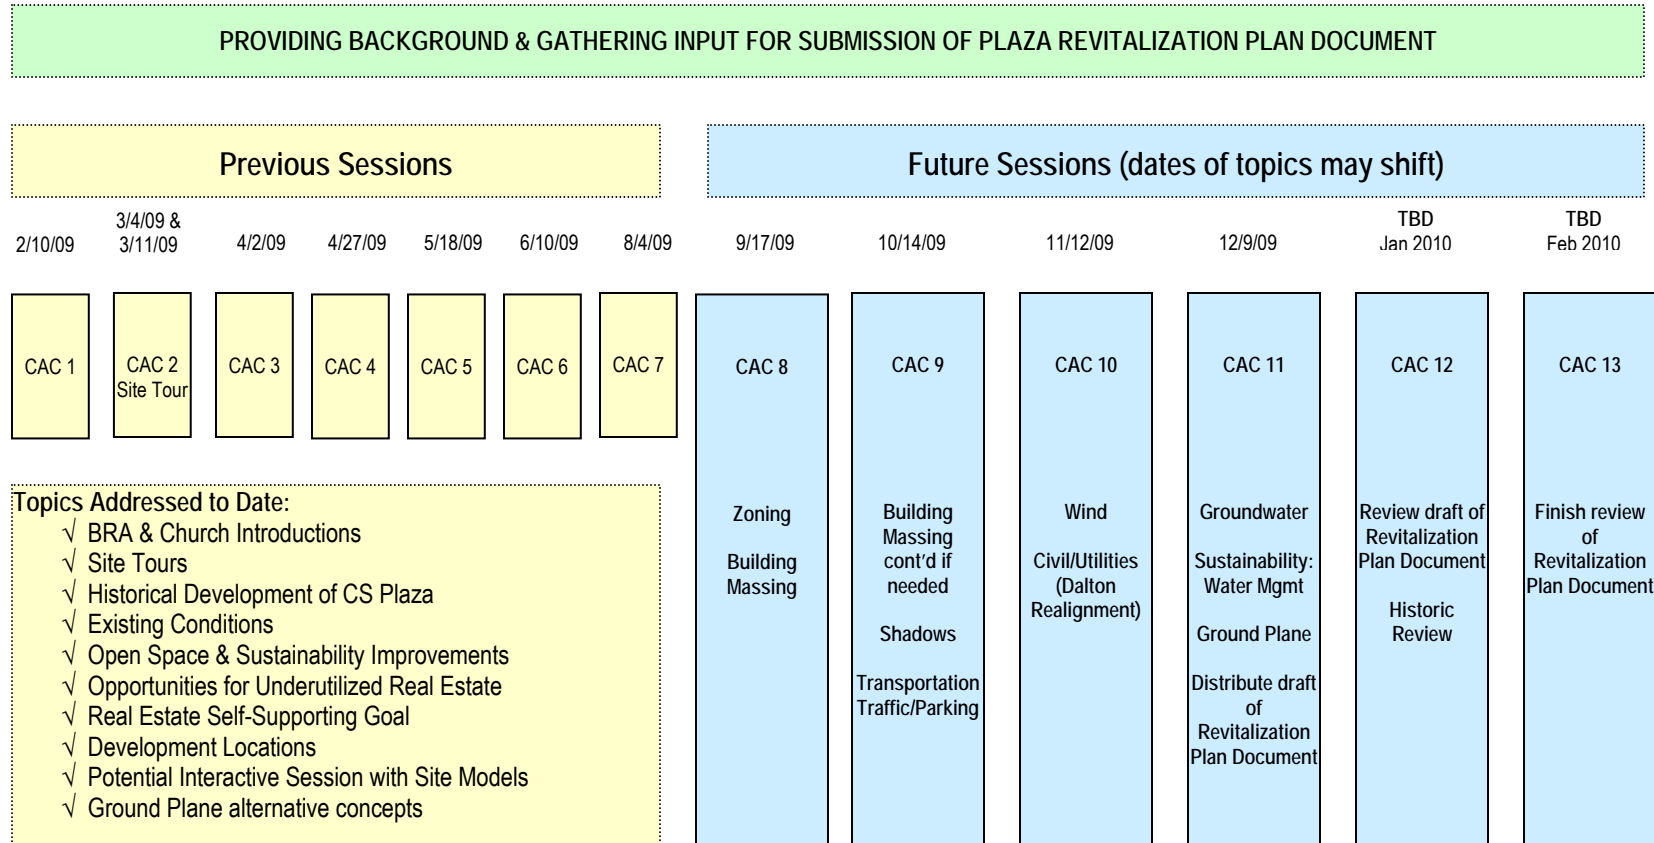 PROVIDING BACKGROUND & GATHERING INPUT FOR SUBMISSION OF PLAZA REVITALIZATION PLAN DOCUMENT
Previous Sessions
Future Sessions (dates of topics may shift)
2/10/09
3/4/09 &
3/11/09
4/2/09
4/27/09
5/18/09
6/10/09
8/4/09
9/17/09
10/14/09
11/12/09
12/9/09
TBD
Jan 2010
TBD
Feb 2010
CAC 1
CAC 2
Site Tour
CAC 3
CAC 4
CAC 5
CAC 6
CAC 7
CAC 8
CAC 9
CAC 10
CAC 11
CAC 12
CAC 13
Topics Addressed to Date:
√ BRA & Church Introductions
√ Site Tours
√ Historical Development of CS Plaza
√ Existing Conditions
√ Open Space & Sustainability Improvements
√ Opportunities for Underutilized Real Estate
√ Real Estate Self-Supporting Goal
√ Development Locations
√ Potential Interactive Session with Site Models
√ Ground Plane alternative concepts
Zoning
Building
Massing
Building
Massing
cont'd if
needed
Shadows
Transportation
Traffic/Parking
Wind
Civil/Utilities
(Dalton
Realignment)
Groundwater
Sustainability:
Water Mgmt
Ground Plane
Distribute draft
of
Revitalization
Plan Document
Review draft of
Revitalization
Plan Document
Historic
Review
Finish review
of
Revitalization
Plan Document